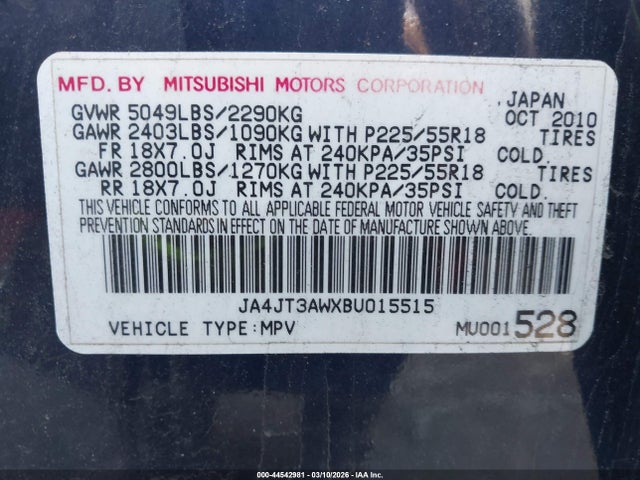 MFD. BY MITSUBISHI MOTORS CORPORATION
JAPAN
GVWR 5049LBS/2290KG OCT 2010
GAWR 2403LBS/1090KG WITH P225/55R18 TIRES
FR 18X7.0J RIMS AT 240KPA/35PSI COLD.
GAWR 2800LBS/1270KG WITH P225/55R18 TIRES
RR 18X7.0J RIMS AT 240KPA/35PSI COLD.
THIS VEHICLE CONFORMS TO ALL APPLICABLE FEDERAL MOTOR VEHICLE SAFETY AND THEFT
PREVENTION STANDARDS IN EFFECT ON THE DATE OF MANUFACTURE SHOWN ABOVE.
JA4JT3AWXBU015515
VEHICLE TYPE:MPV MU001528
000-44542981 - 03/10/2026 - IAA Inc.